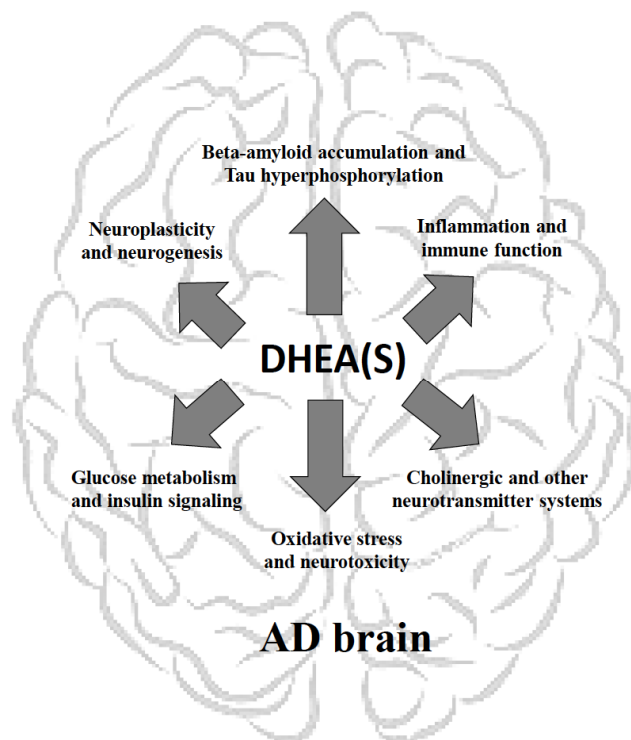 Beta-amyloid accumulation and
Tau hyperphosphorylation
Neuroplasticity
and neurogenesis
Inflammation and
immune function
DHEA(S)
Glucose metabolism
and insulin signaling
Cholinergic and other
neurotransmitter systems
Oxidative stress
and neurotoxicity
AD brain